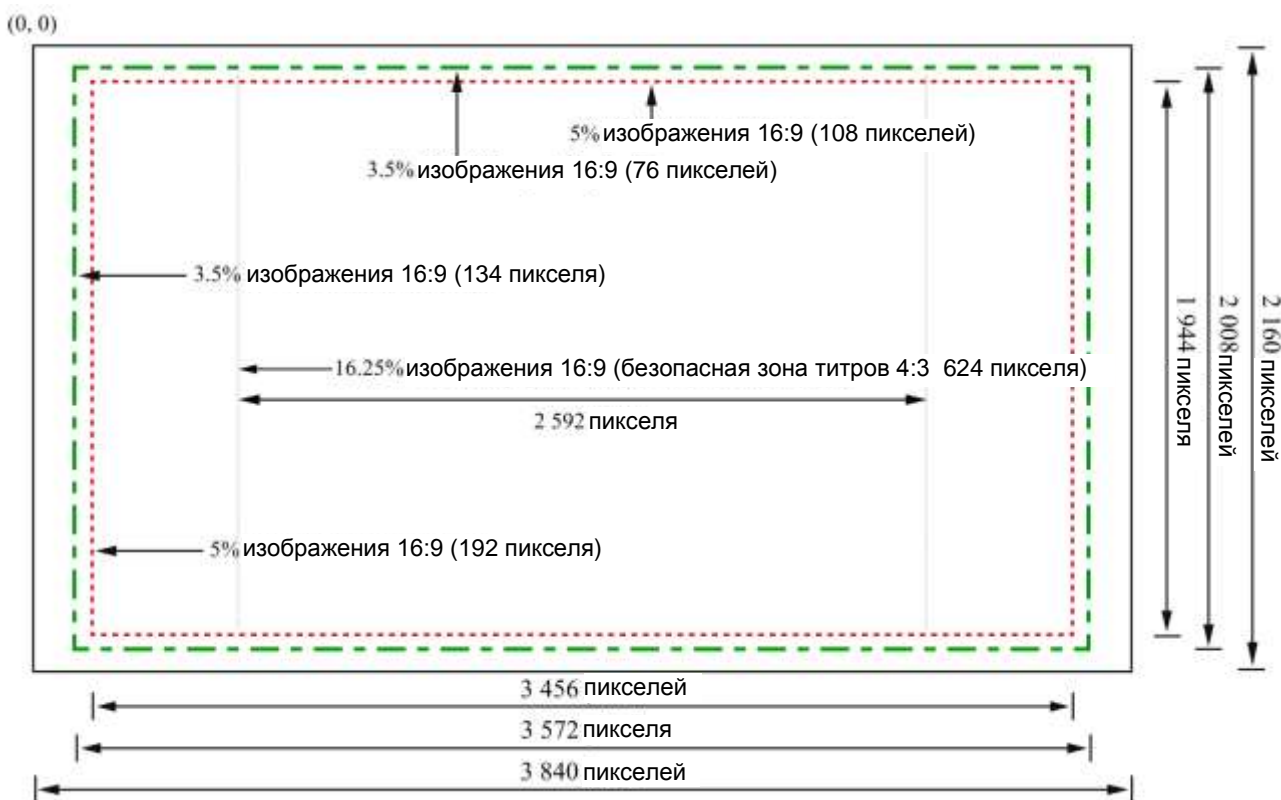 (0, 0)
5% изображения 16:9 (108 пикселей)
3.5% изображения 16:9 (76 пикселей)
3.5% изображения 16:9 (134 пикселя)
16.25% изображения 16:9 (безопасная зона титров 4:3 624 пикселя)
2 592 пикселя
5% изображения 16:9 (192 пикселя)
1 944 пикселя
2 008 пикселей
2 160 пикселей
3 456 пикселей
3 572 пикселя
3 840 пикселей